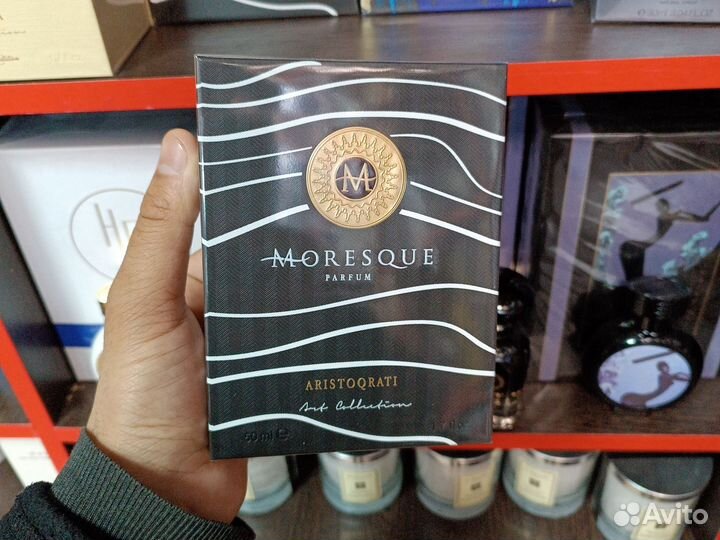 M
MORESQUE
PARFUM
ARISTOQRATI
Art Collection
50 ml e
Avito